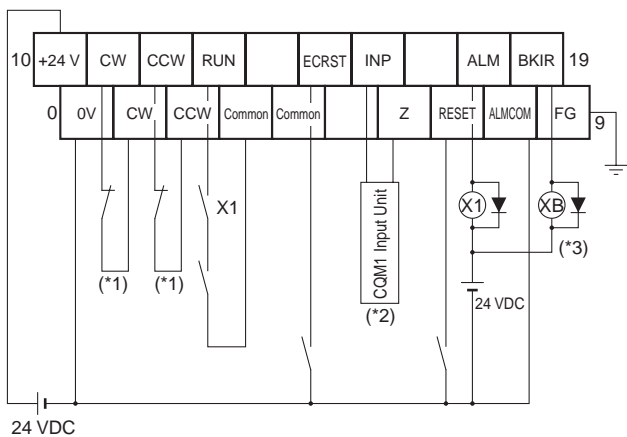 10 +24 V CW CCW RUN ECRST INP ALM BKIR 19
0 0V CW CCW Common Common Z RESET ALMCOM FG 9
X1
X1 XB
CQM1 Input Unit
(*1) (*1)
(*2)
(*3)
24 VDC
24 VDC